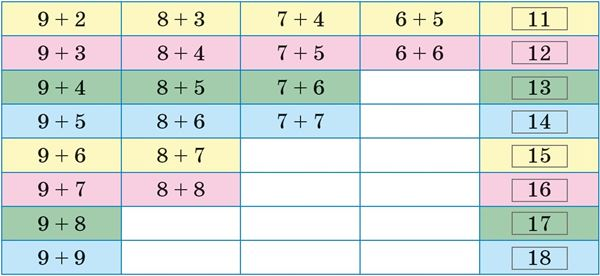 9 + 2 8 + 3 7 + 4 6 + 5 11
9 + 3 8 + 4 7 + 5 6 + 6 12
9 + 4 8 + 5 7 + 6 13
9 + 5 8 + 6 7 + 7 14
9 + 6 8 + 7 15
9 + 7 8 + 8 16
9 + 8 17
9 + 9 18